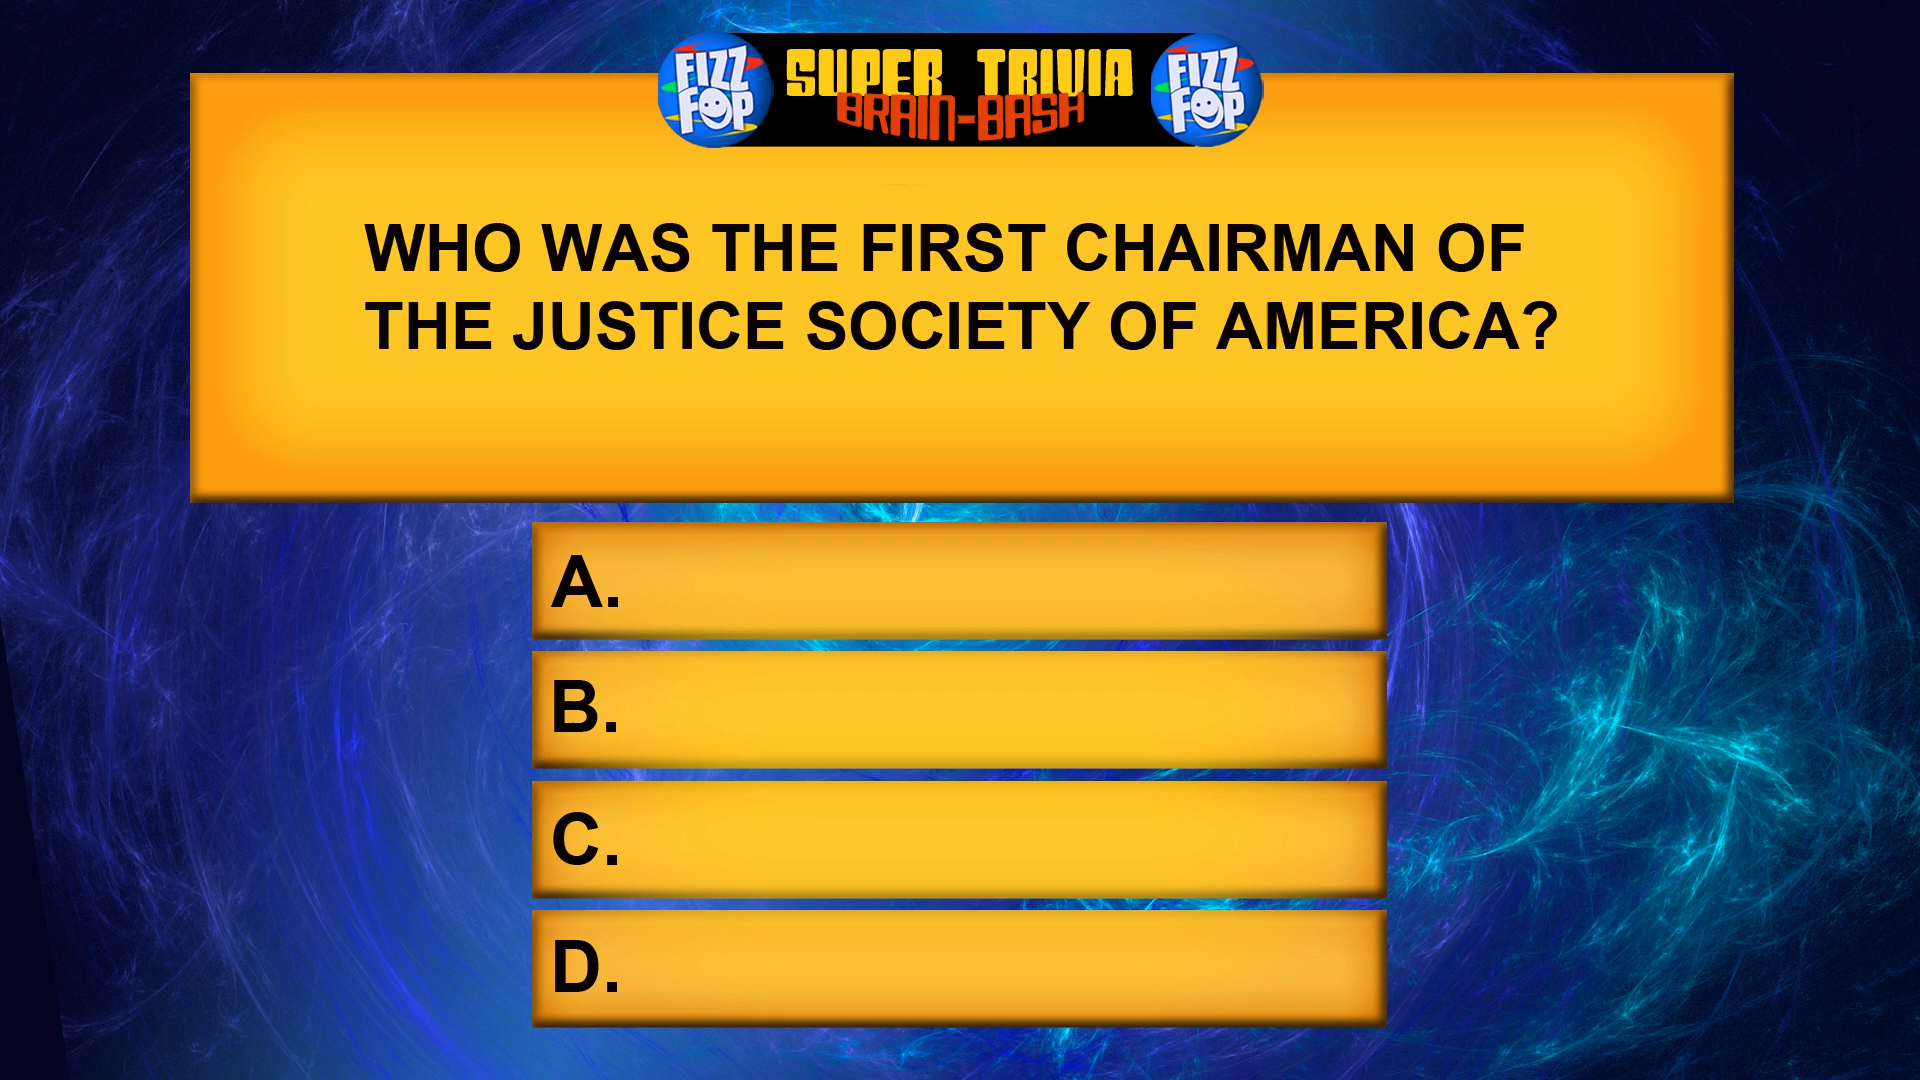 FIZZ
FOP
SUPER TRIVIA
BRAIN-BASH
FIZZ
FOP
WHO WAS THE FIRST CHAIRMAN OF
THE JUSTICE SOCIETY OF AMERICA?
A.
B.
C.
D.